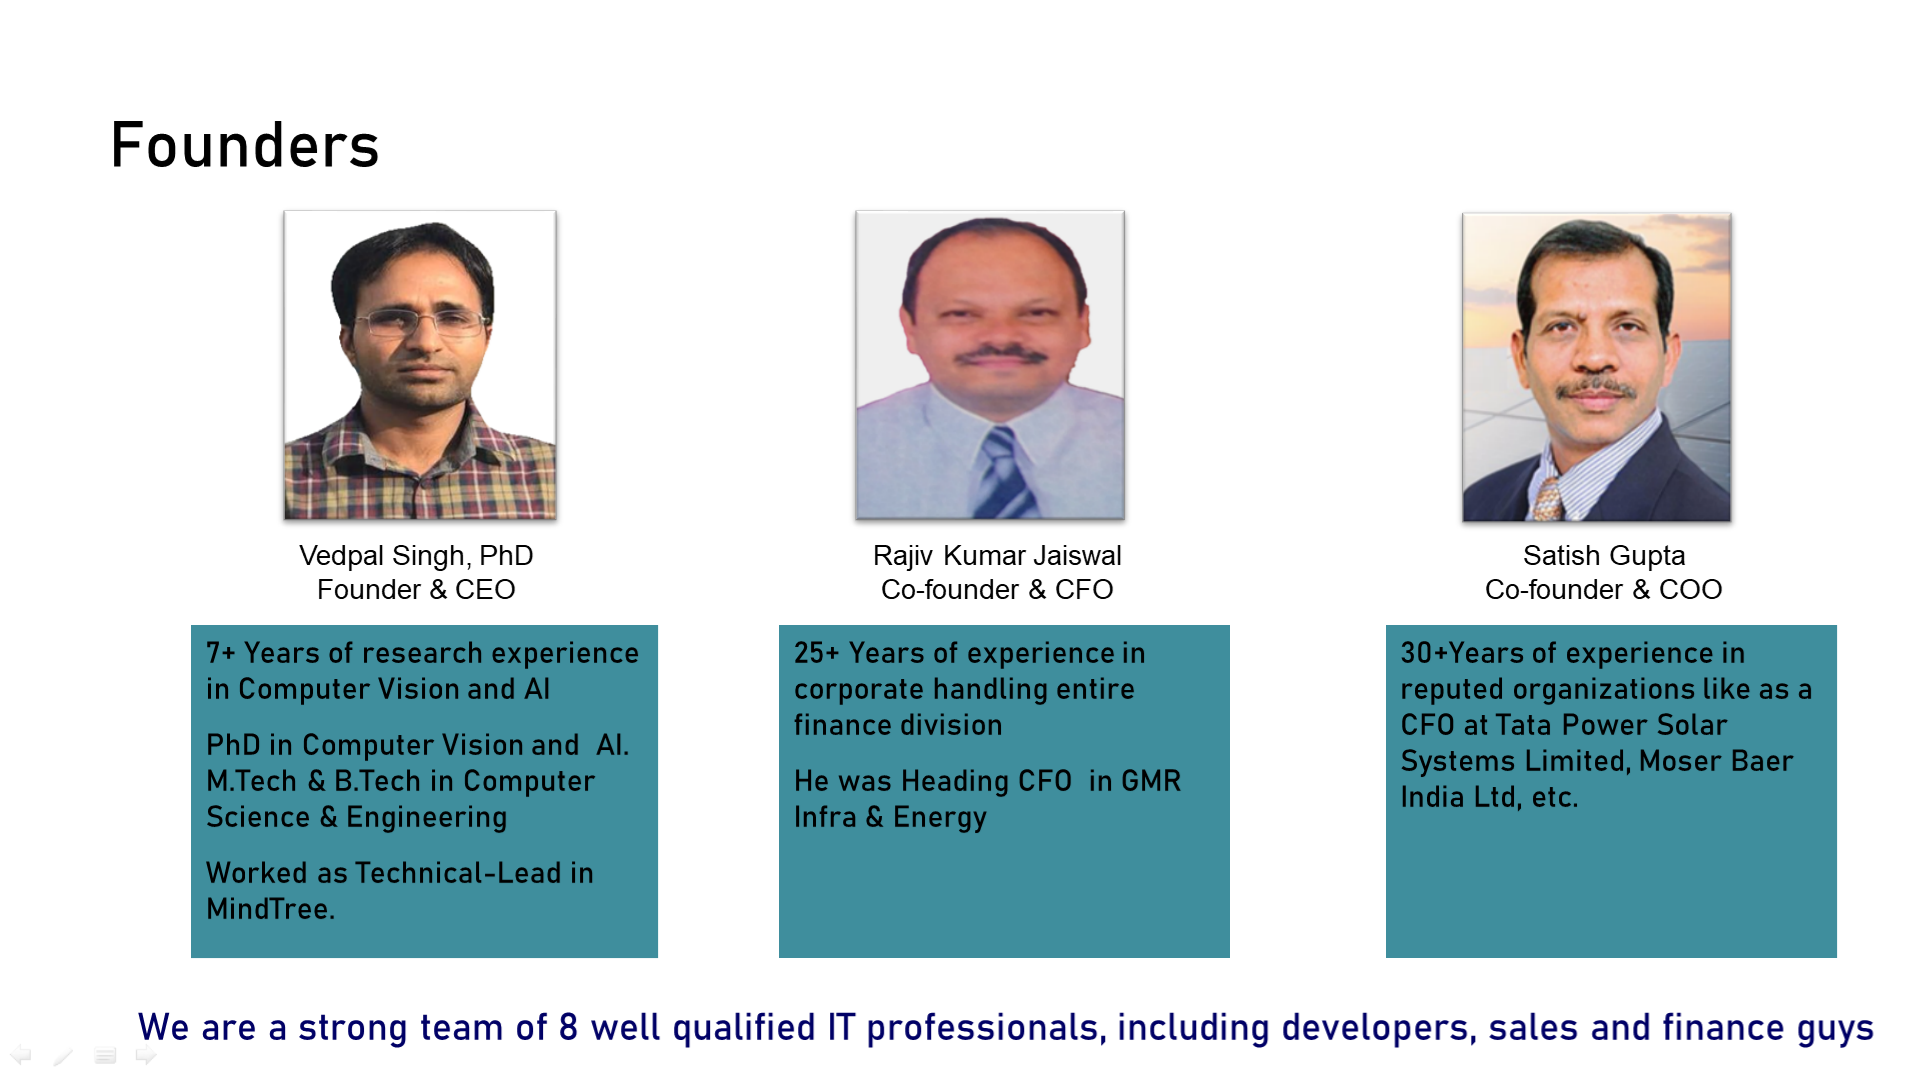 Founders
Vedpal Singh, PhD
Founder & CEO
Rajiv Kumar Jaiswal
Co-founder & CFO
Satish Gupta
Co-founder & COO
7+ Years of research experience
in Computer Vision and AI
PhD in Computer Vision and  AI.
M.Tech & B.Tech in Computer
Science & Engineering
Worked as Technical-Lead in
MindTree.
25+ Years of experience in
corporate handling entire
finance division
He was Heading CFO  in GMR
Infra & Energy
30+Years of experience in
reputed organizations like as a
CFO at Tata Power Solar
Systems Limited, Moser Baer
India Ltd, etc.
We are a strong team of 8 well qualified IT professionals, including developers, sales and finance guys